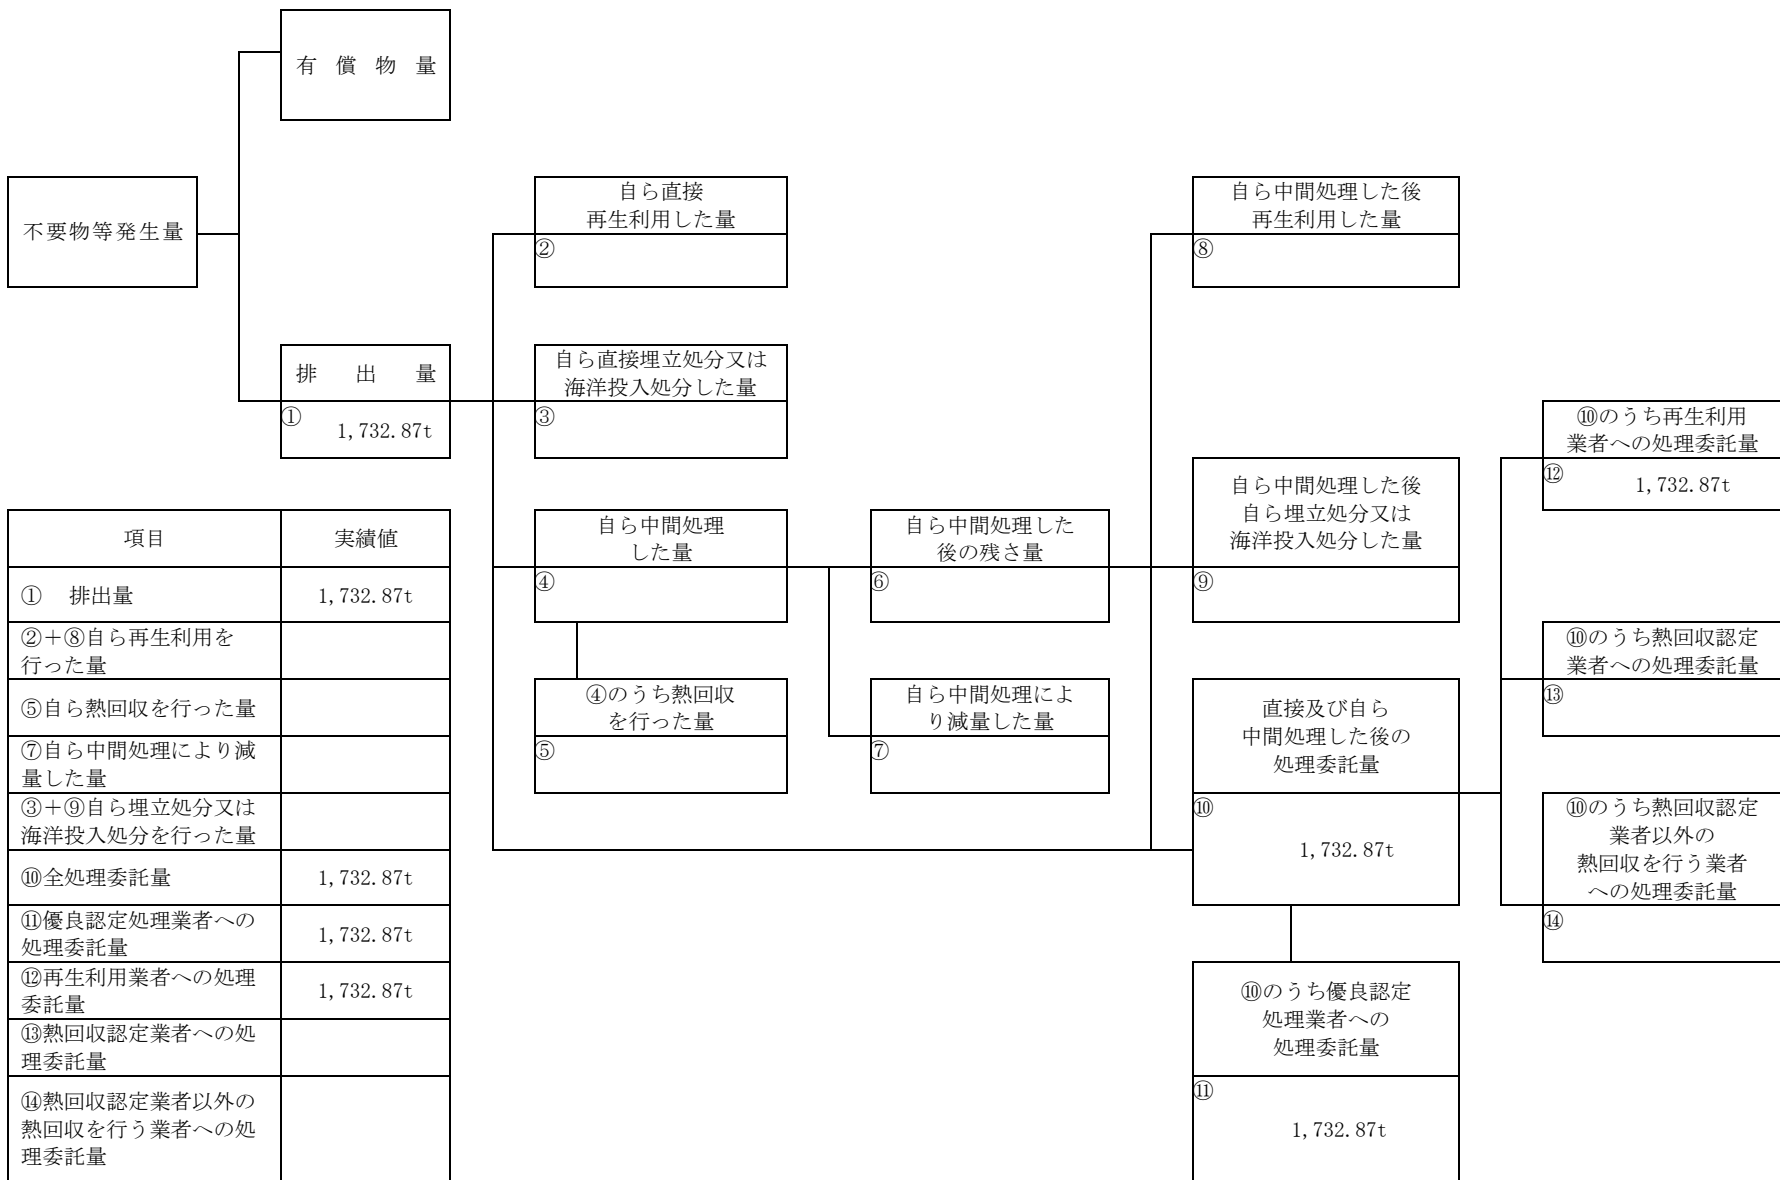 有償物量
不要物等発生量
排出量
①
1,732.87t
自ら直接
再生利用した量
②
自ら直接埋立処分又は
海洋投入処分した量
③
自ら中間処理
した量
④
④のうち熱回収
を行った量
⑤
自ら中間処理した
後の残さ量
⑥
自ら中間処理によ
り減量した量
⑦
自ら中間処理した後
再生利用した量
⑧
自ら中間処理した後
自ら埋立処分又は
海洋投入処分した量
⑨
直接及び自ら
中間処理した後の
処理委託量
⑩
1,732.87t
⑩のうち優良認定
処理業者への
処理委託量
⑪
1,732.87t
⑩のうち再生利用
業者への処理委託量
⑫
1,732.87t
⑩のうち熱回収認定
業者への処理委託量
⑬
⑩のうち熱回収認定
業者以外の
熱回収を行う業者
への処理委託量
⑭
項目 実績値
① 排出量 1,732.87t
②+⑧自ら再生利用を
行った量
⑤自ら熱回収を行った量
⑦自ら中間処理により減
量した量
③+⑨自ら埋立処分又は
海洋投入処分を行った量
⑩全処理委託量 1,732.87t
⑪優良認定処理業者への
処理委託量 1,732.87t
⑫再生利用業者への処理
委託量 1,732.87t
⑬熱回収認定業者への処
理委託量
⑭熱回収認定業者以外の
熱回収を行う業者への処
理委託量